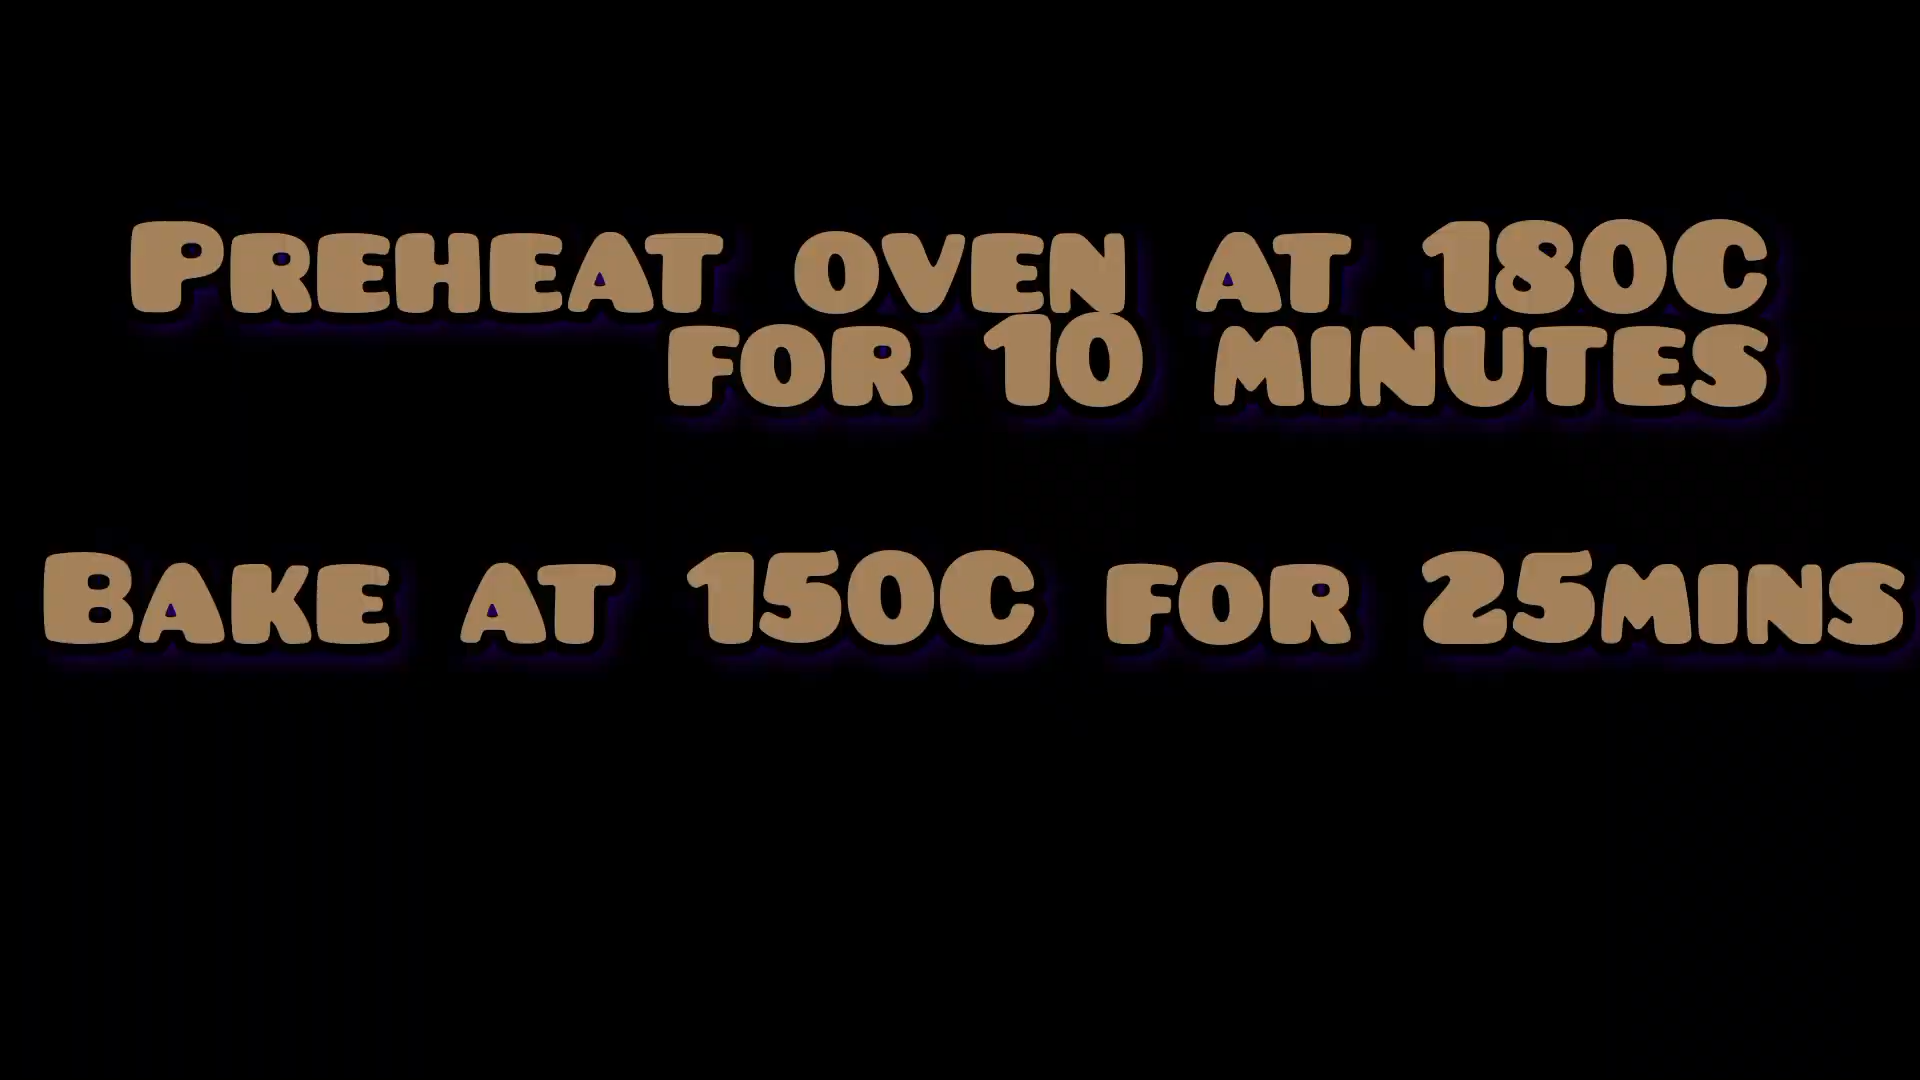 Preheat oven at 180C
for 10 minutes
Bake at 150C for 25mins